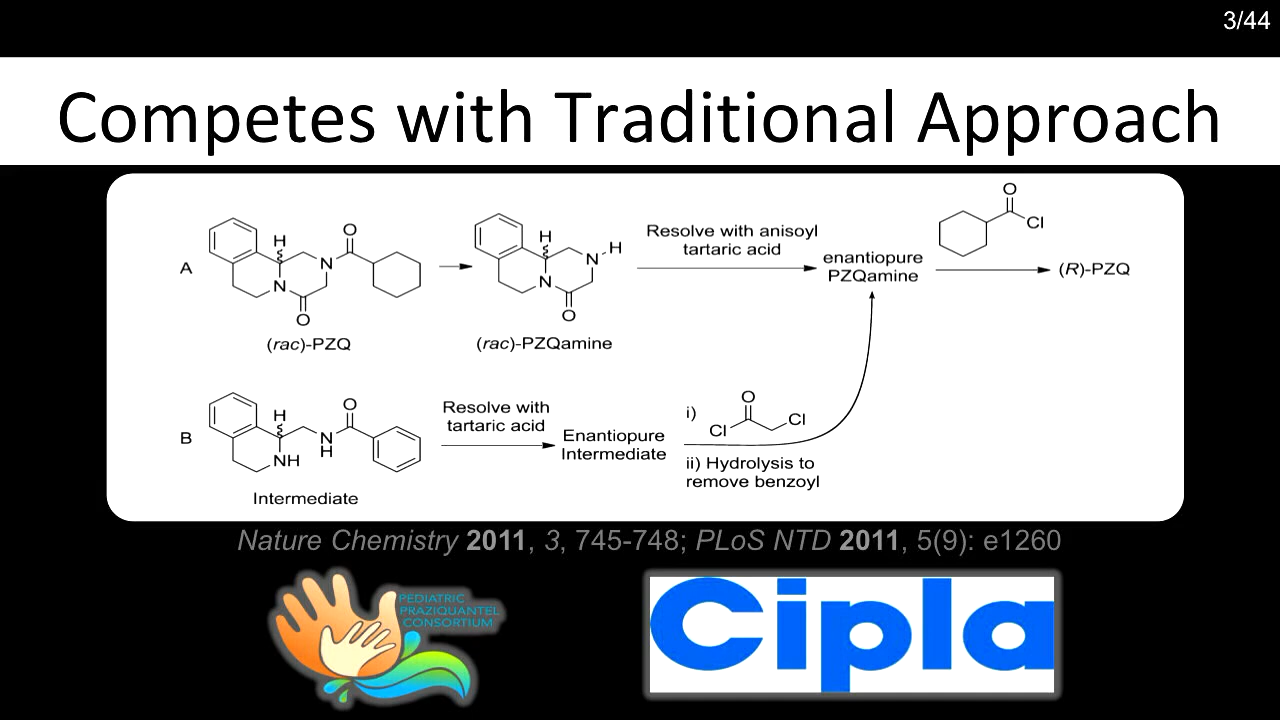 3/44
Competes with Traditional Approach
A
H
N
N
O
O
(rac)-PZQ
H
N
H
N
O
(rac)-PZQamine
Resolve with anisoyl
tartaric acid
enantiopure
PZQamine
O
Cl
(R)-PZQ
B
H
NH
N
H
O
Intermediate
Resolve with
tartaric acid
Enantiopure
Intermediate
i)
O
Cl
Cl
ii) Hydrolysis to
remove benzoyl
Nature Chemistry 2011, 3, 745-748; PLoS NTD 2011, 5(9): e1260
PEDIATRIC
PRAZIQUANTEL
CONSORTIUM
Cipla